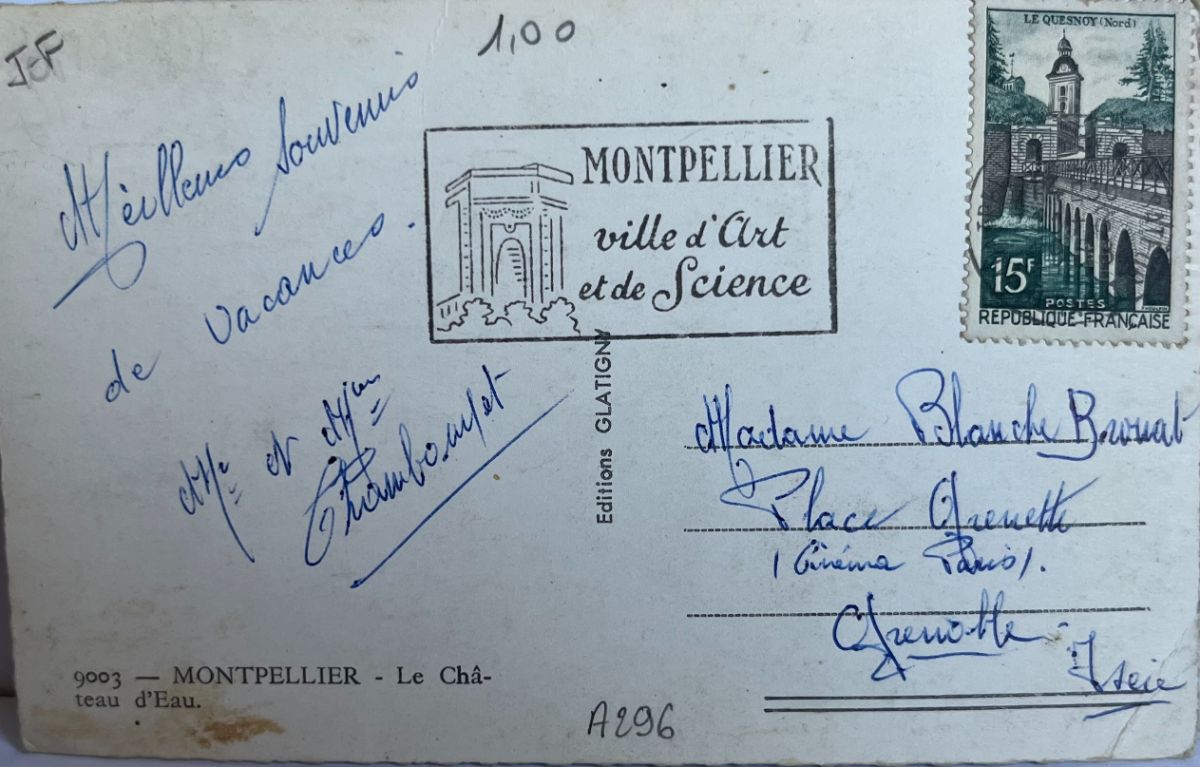 J-F
1,00
Meilleurs Souvenirs
de vacances.
Mr et Mme
Chamboulet
MONTPELLIER
ville d'Art
et de Science
LE QUESNOY (Nord)
15F
POSTES
REPUBLIQUE FRANÇAISE
Editions GLATIGNY
Madame Blanche Brouat
Place Grenette
(Cinéma Paris).
Grenoble
Isère
9003 — MONTPELLIER - Le Châ-
teau d'Eau.
A296